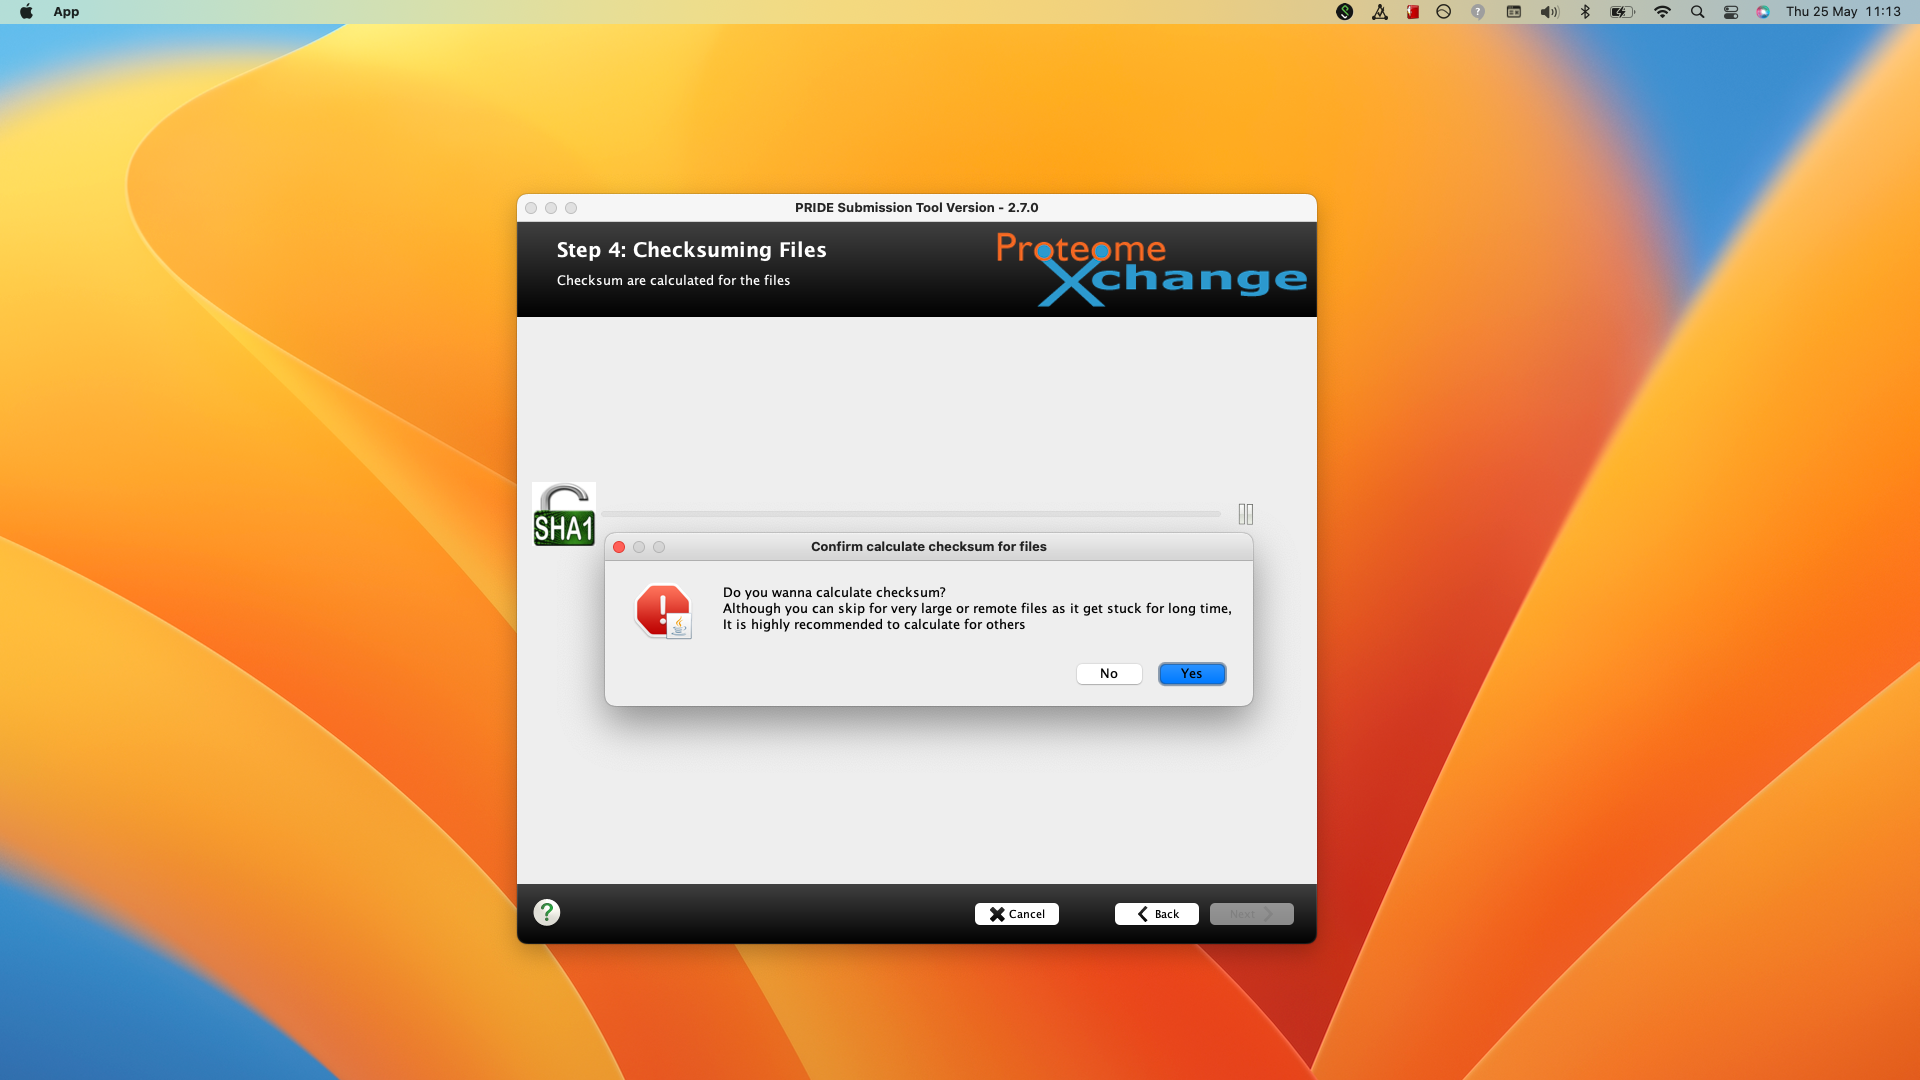 App
Thu 25 May 11:13
PRIDE Submission Tool Version - 2.7.0
Step 4: Checksuming Files
Checksum are calculated for the files
Proteome
Xchange
SHA1
Confirm calculate checksum for files
Do you wanna calculate checksum?
Although you can skip for very large or remote files as it get stuck for long time,
It is highly recommended to calculate for others
No
Yes
?
Cancel
Back
Next